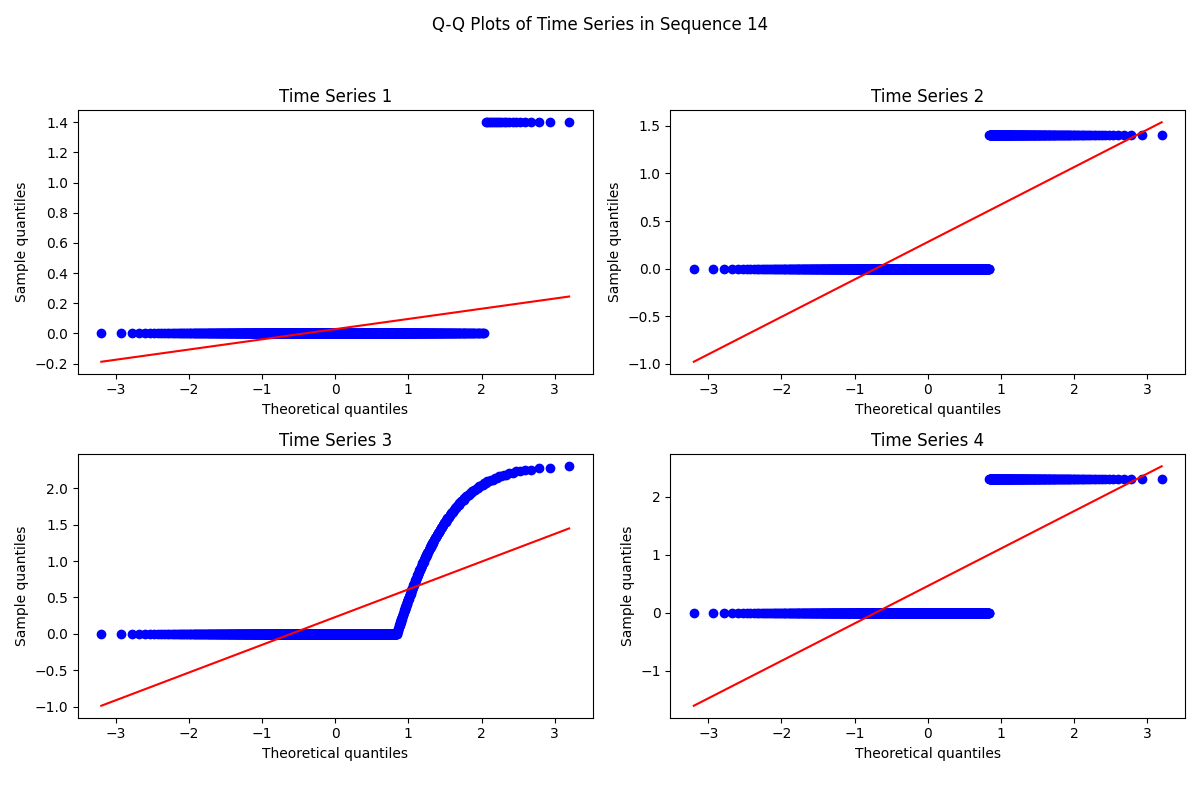 Q-Q Plots of Time Series in Sequence 14
Time Series 1
Sample quantiles
1.4
1.2
1.0
0.8
0.6
0.4
0.2
0.0
−0.2
−3 −2 −1 0 1 2 3
Theoretical quantiles
Time Series 2
Sample quantiles
1.5
1.0
0.5
0.0
−0.5
−1.0
−3 −2 −1 0 1 2 3
Theoretical quantiles
Time Series 3
Sample quantiles
2.0
1.5
1.0
0.5
0.0
−0.5
−1.0
−3 −2 −1 0 1 2 3
Theoretical quantiles
Time Series 4
Sample quantiles
2
1
0
−1
−3 −2 −1 0 1 2 3
Theoretical quantiles